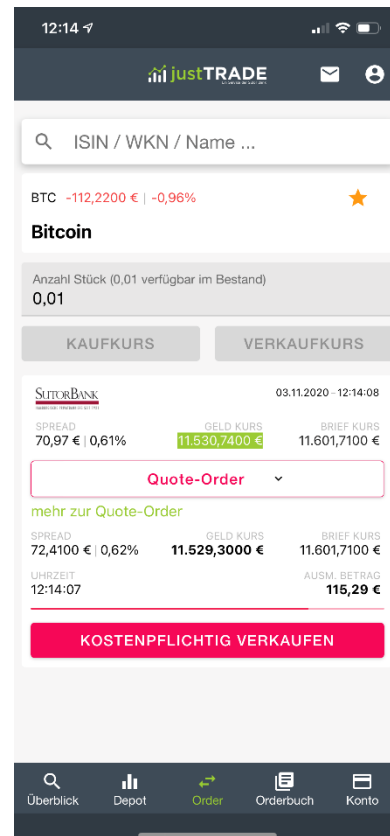 12:14
justTRADE
ISIN / WKN / Name ...
BTC -112,2200 € | -0,96%
Bitcoin
Anzahl Stück (0,01 verfügbar im Bestand)
0,01
KAUFKURS VERKAUFKURS
SUTORBANK 03.11.2020 - 12:14:08
SPREAD GELD KURS BRIEF KURS
70,97 € | 0,61% 11.530,7400 € 11.601,7100 €
Quote-Order
mehr zur Quote-Order
SPREAD GELD KURS BRIEF KURS
72,4100 € | 0,62% 11.529,3000 € 11.601,7100 €
UHRZEIT AUSM. BETRAG
12:14:07 115,29 €
KOSTENPFLICHTIG VERKAUFEN
Überblick Depot Order Orderbuch Konto